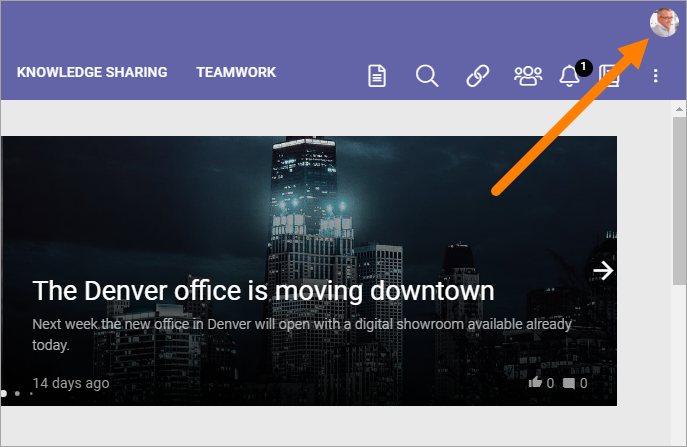 KNOWLEDGE SHARING TEAMWORK
1
The Denver office is moving downtown
Next week the new office in Denver will open with a digital showroom available already
today.
14 days ago 0 0